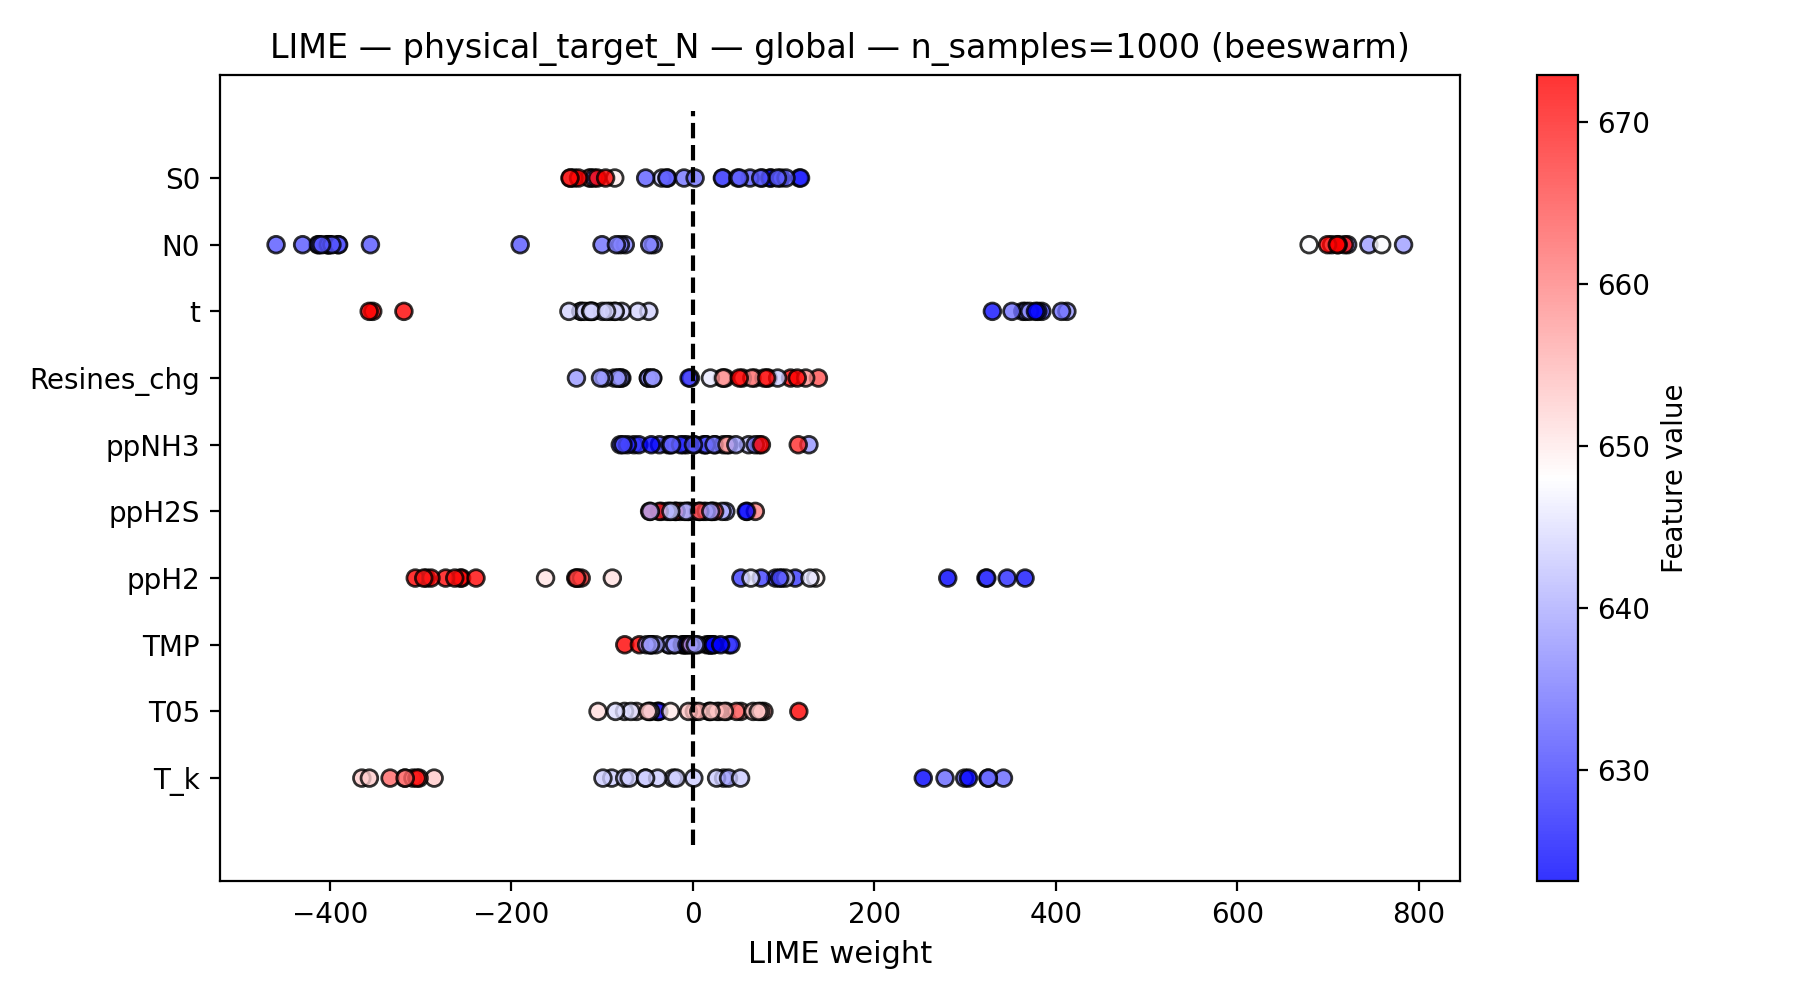 LIME — physical_target_N — global — n_samples=1000 (beeswarm)
S0
N0
t
Resines_chg
ppNH3
ppH2S
ppH2
TMP
T05
T_k
−400
−200
0
200
400
600
800
LIME weight
670
660
650
640
630
Feature value